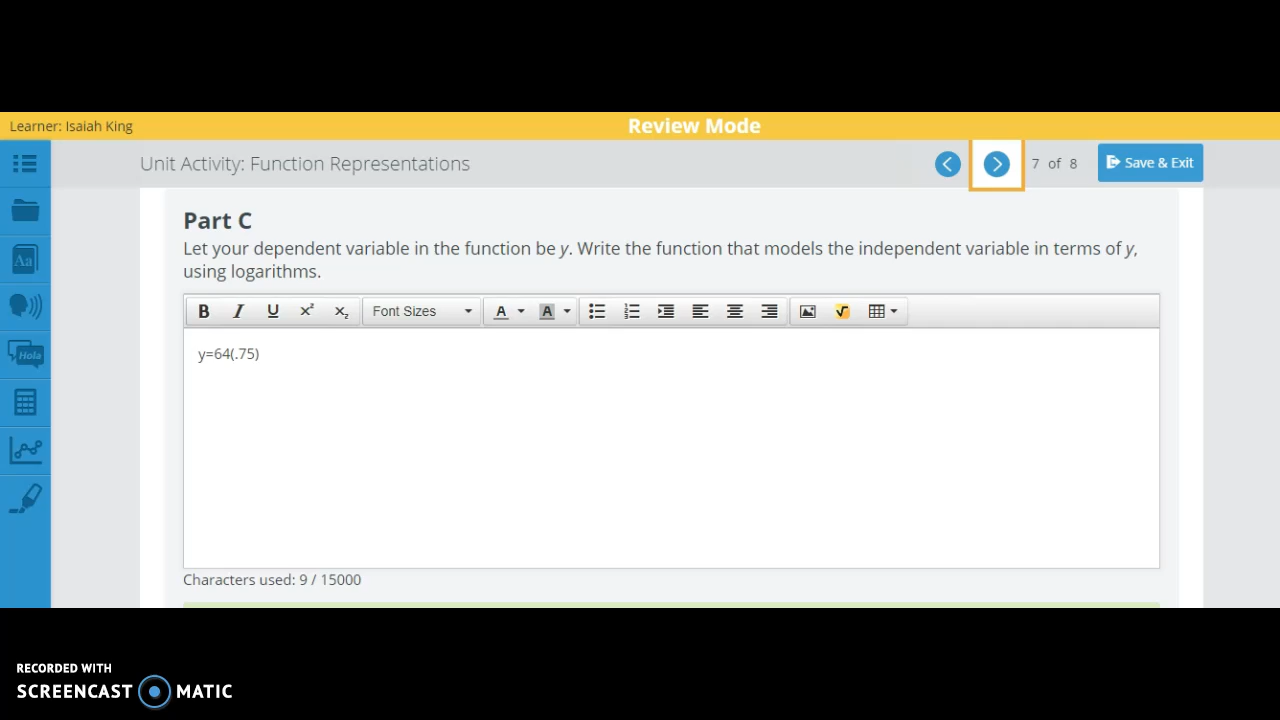 Learner: Isaiah King
Review Mode
Unit Activity: Function Representations
7 of 8
Save & Exit
Part C
Let your dependent variable in the function be y. Write the function that models the independent variable in terms of y,
using logarithms.
B I U x² x₂ Font Sizes A A
y=64(.75)
Characters used: 9 / 15000
Aa
Hola
RECORDED WITH
SCREENCAST MATIC